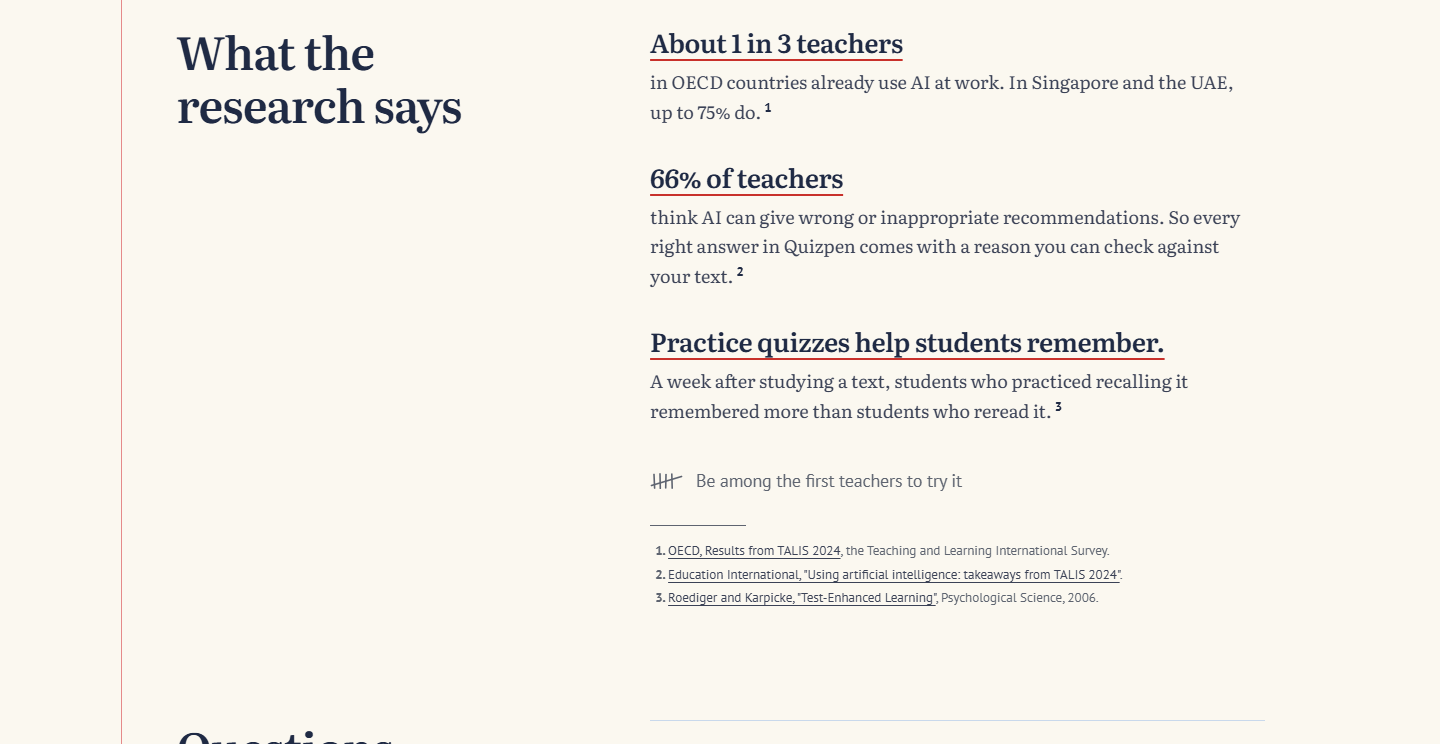 What the
research says
About 1 in 3 teachers
in OECD countries already use AI at work. In Singapore and the UAE,
up to 75% do. 1
66% of teachers
think AI can give wrong or inappropriate recommendations. So every
right answer in Quizpen comes with a reason you can check against
your text. 2
Practice quizzes help students remember.
A week after studying a text, students who practiced recalling it
remembered more than students who reread it. 3
Be among the first teachers to try it
1. OECD, Results from TALIS 2024, the Teaching and Learning International Survey.
2. Education International, "Using artificial intelligence: takeaways from TALIS 2024".
3. Roediger and Karpicke, "Test-Enhanced Learning", Psychological Science, 2006.
Questions